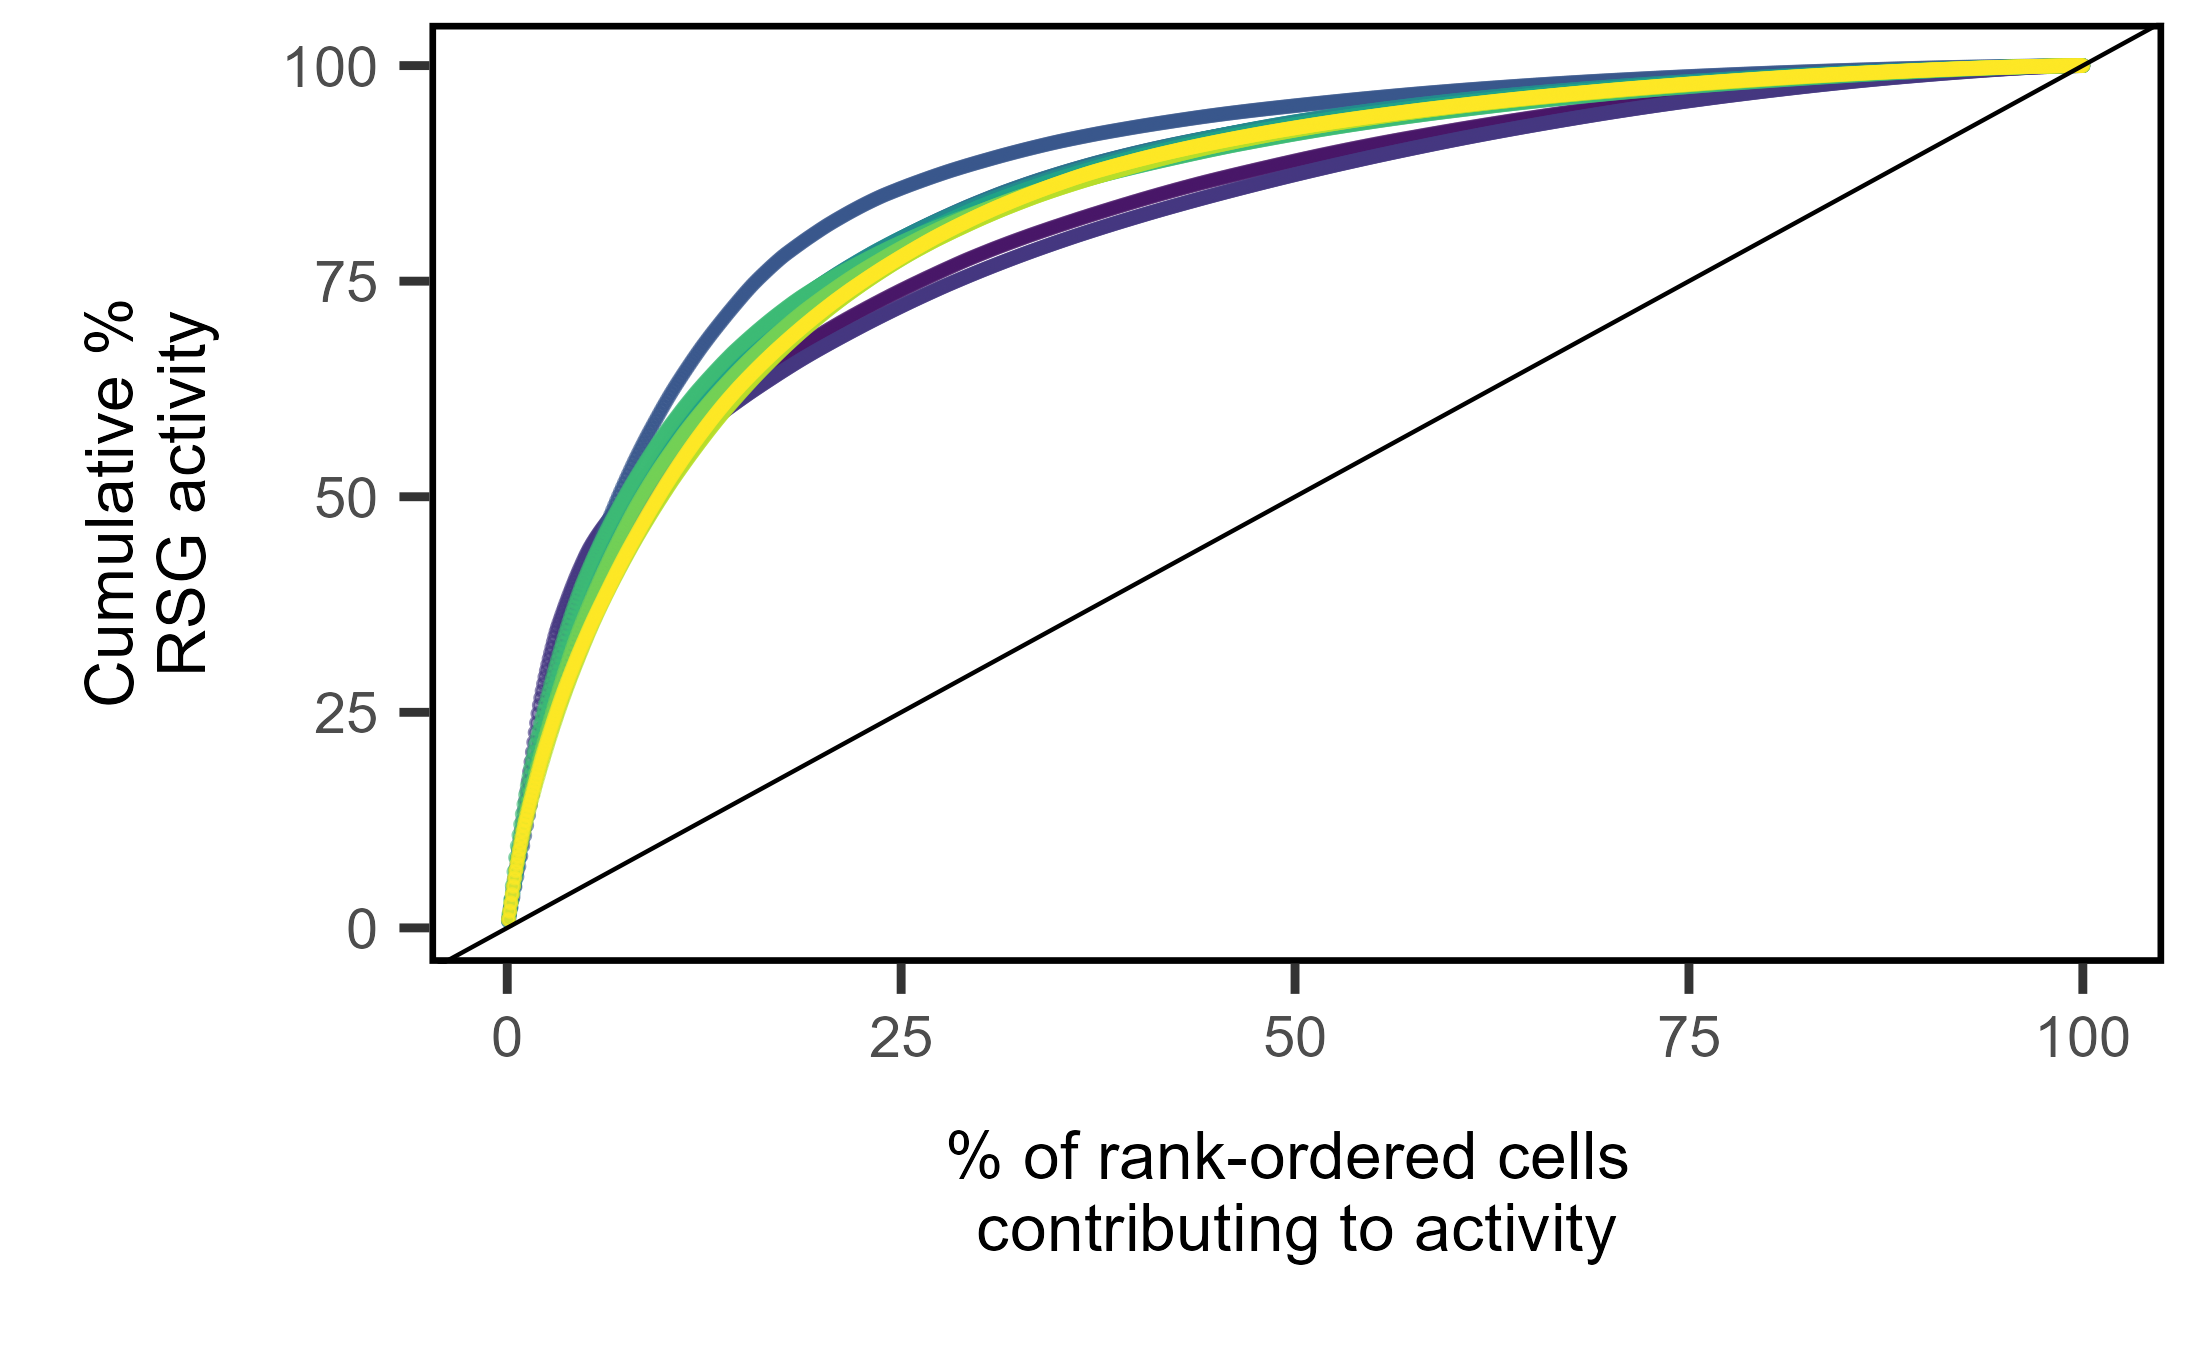 100
75
50
25
0
Cumulative %
RSG activity
0 25 50 75 100
% of rank-ordered cells
contributing to activity